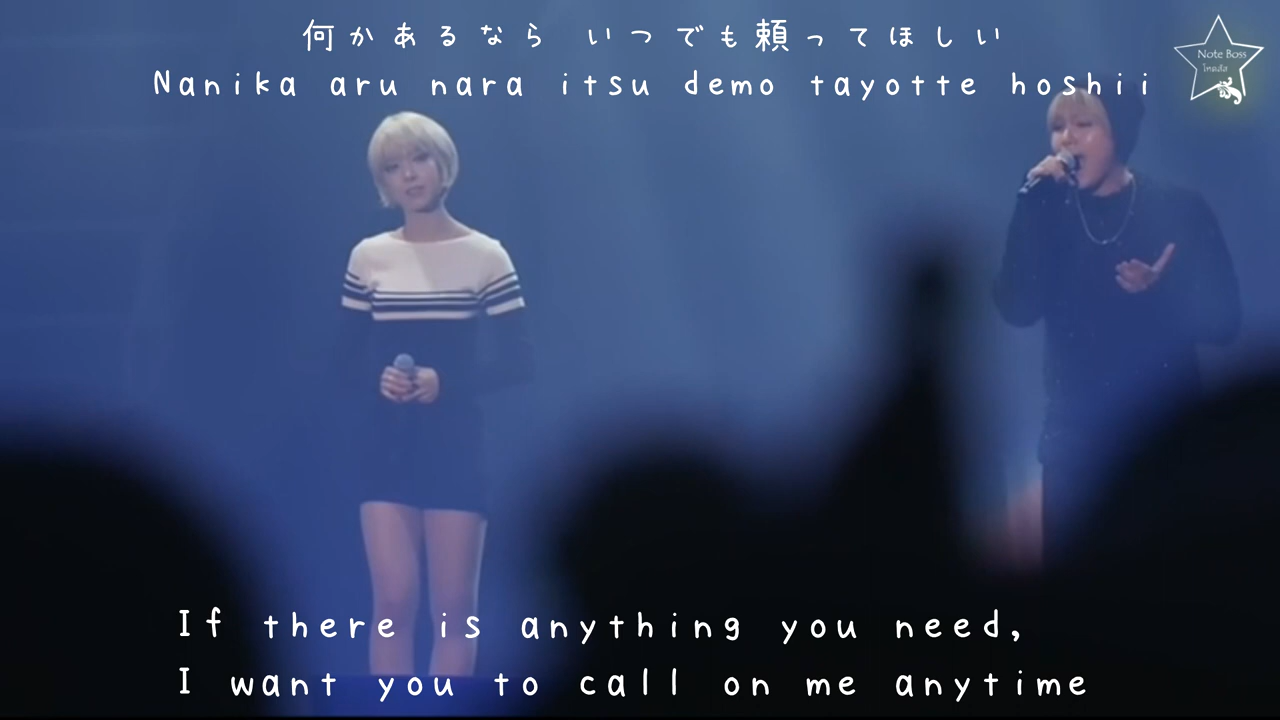 何かあるなら いつでも頼ってほしい
Nanika aru nara itsu demo tayotte hoshii
Note Boss
Inada
If there is anything you need,
I want you to call on me anytime